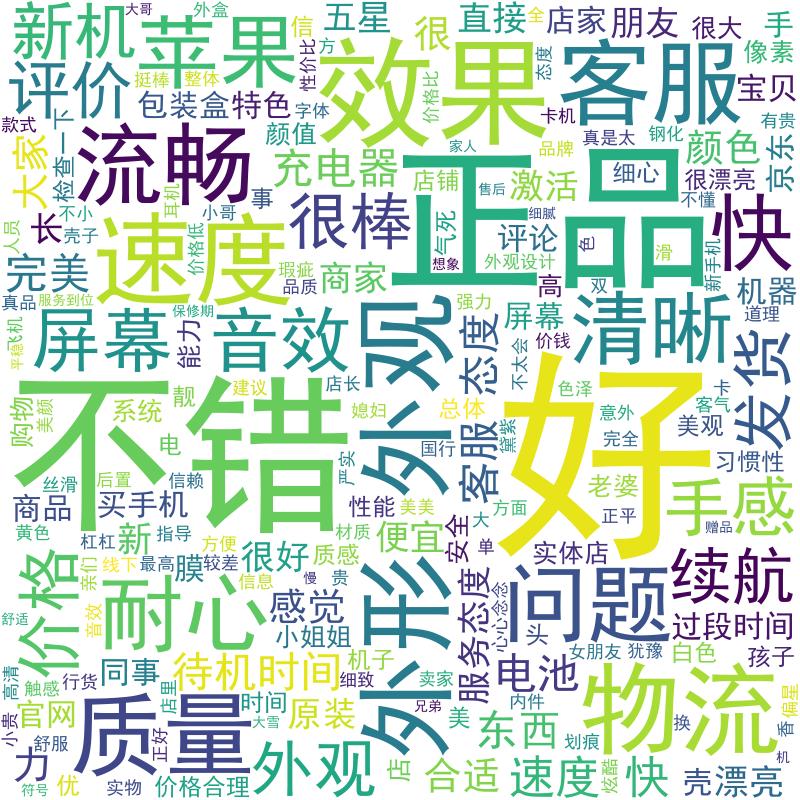 新机
大哥
苹果
外盒
信
方
五星
很
直接
店家
朋友
很大
手
态度
全
评价
挺棒
整体
性价比
效果
客服
像素
宝贝
包装盒
特色
字体
价格比
卡机
款式
颜值
流畅
大家
检查一下
充电器
家人
正品
品牌
真是太
钢化
颜色
有贵
京东
店铺
售后
激活
细心
很漂亮
不懂
长
不小
壳子
耳机
小哥
事
很棒
气死
细腻
评论
色
滑
快
人员
速度
价格低
想象
外观设计
双
新手机
完美
瑕疵
商家
品质
高
清晰
机器
真品
服务到位
保修期
强力
道理
平稳
飞机
屏幕
能力
音效
外观
态度
屏幕
价钱
发货
不错
建议
店长
不太会
好
色泽
卡
购物
美颜
系统
靓
媳妇
总体
客服
黛紫
意外
客气
美观
电
国行
完全
习惯性
丝滑
后置
信赖
严实
商品
买手机
性能
美美
方面
老婆
手感
黄色
杠杠
新
指导
方便
材质
便宜
安全
大
正平
赠品
价格
亲们
线下
最高
膜
较差
很好
质感
单
实体店
续航
舒适
音效
耐心
信息
慢
贵
感觉
外形
服务态度
心心念念
问题
小姐姐
头
过段时间
高清
触感
行货
同事
待机时间
机子
细致
卖家
电池
女朋友
犹豫
白色
孩子
小贵
官网
质量
店里
时间
大雪
原装
兄弟
美
内件
东西
物流
换
偏星
香
力
舒服
优
正好
外观
划痕
机
符号
实物
价格合理
店
合适
速度
炫酷
快
壳
漂亮